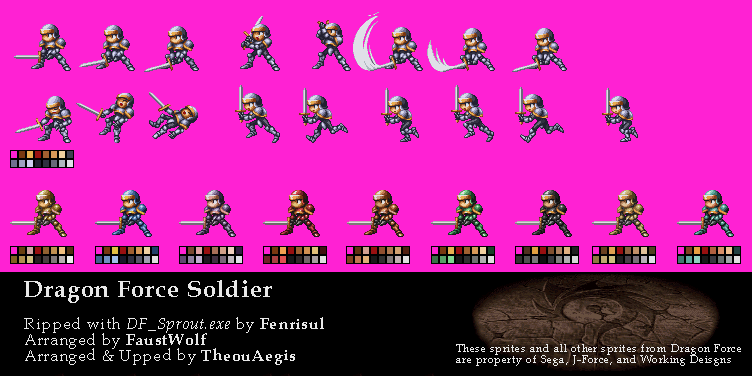 Dragon Force Soldier
Ripped with DF_Sprout.exe by Fenrisul
Arranged by FaustWolf
Arranged & Upped by TheouAegis
These sprites and all other sprites from Dragon Force
are property of Sega, J-Force, and Working Deisgns